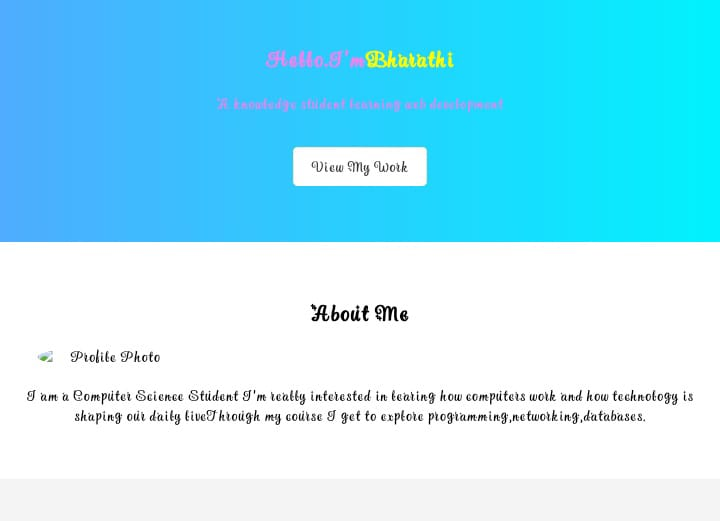 Hello.I'mBharathi
A knowledge student learning web development
View My Work
About Me
Profile Photo
I am a Computer Science Student I'm really interested in learing how computers work and how technology is
shaping our daily liveThrough my course I get to explore programming,networking,databases.